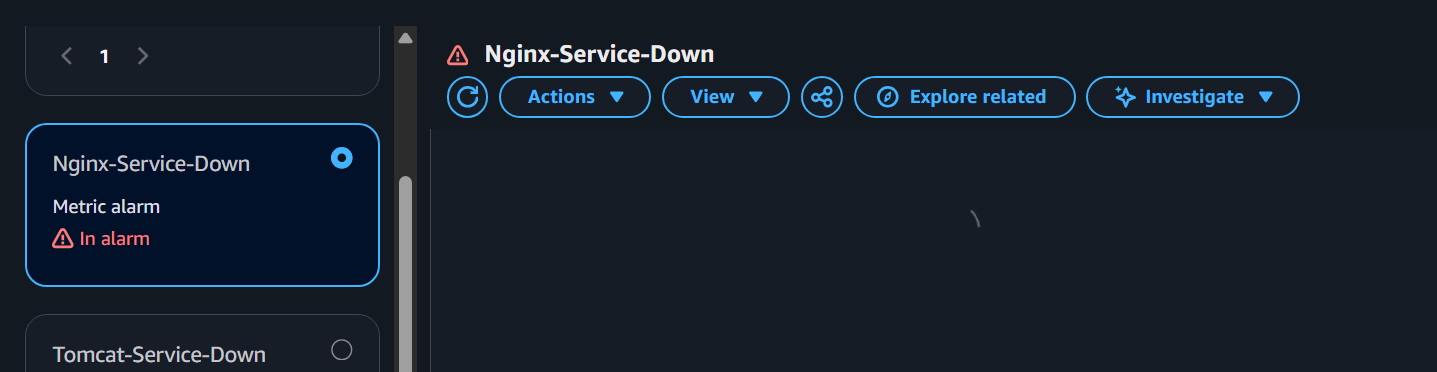 1
Nginx-Service-Down
Metric alarm
In alarm
Tomcat-Service-Down
Nginx-Service-Down
Actions View Explore related Investigate